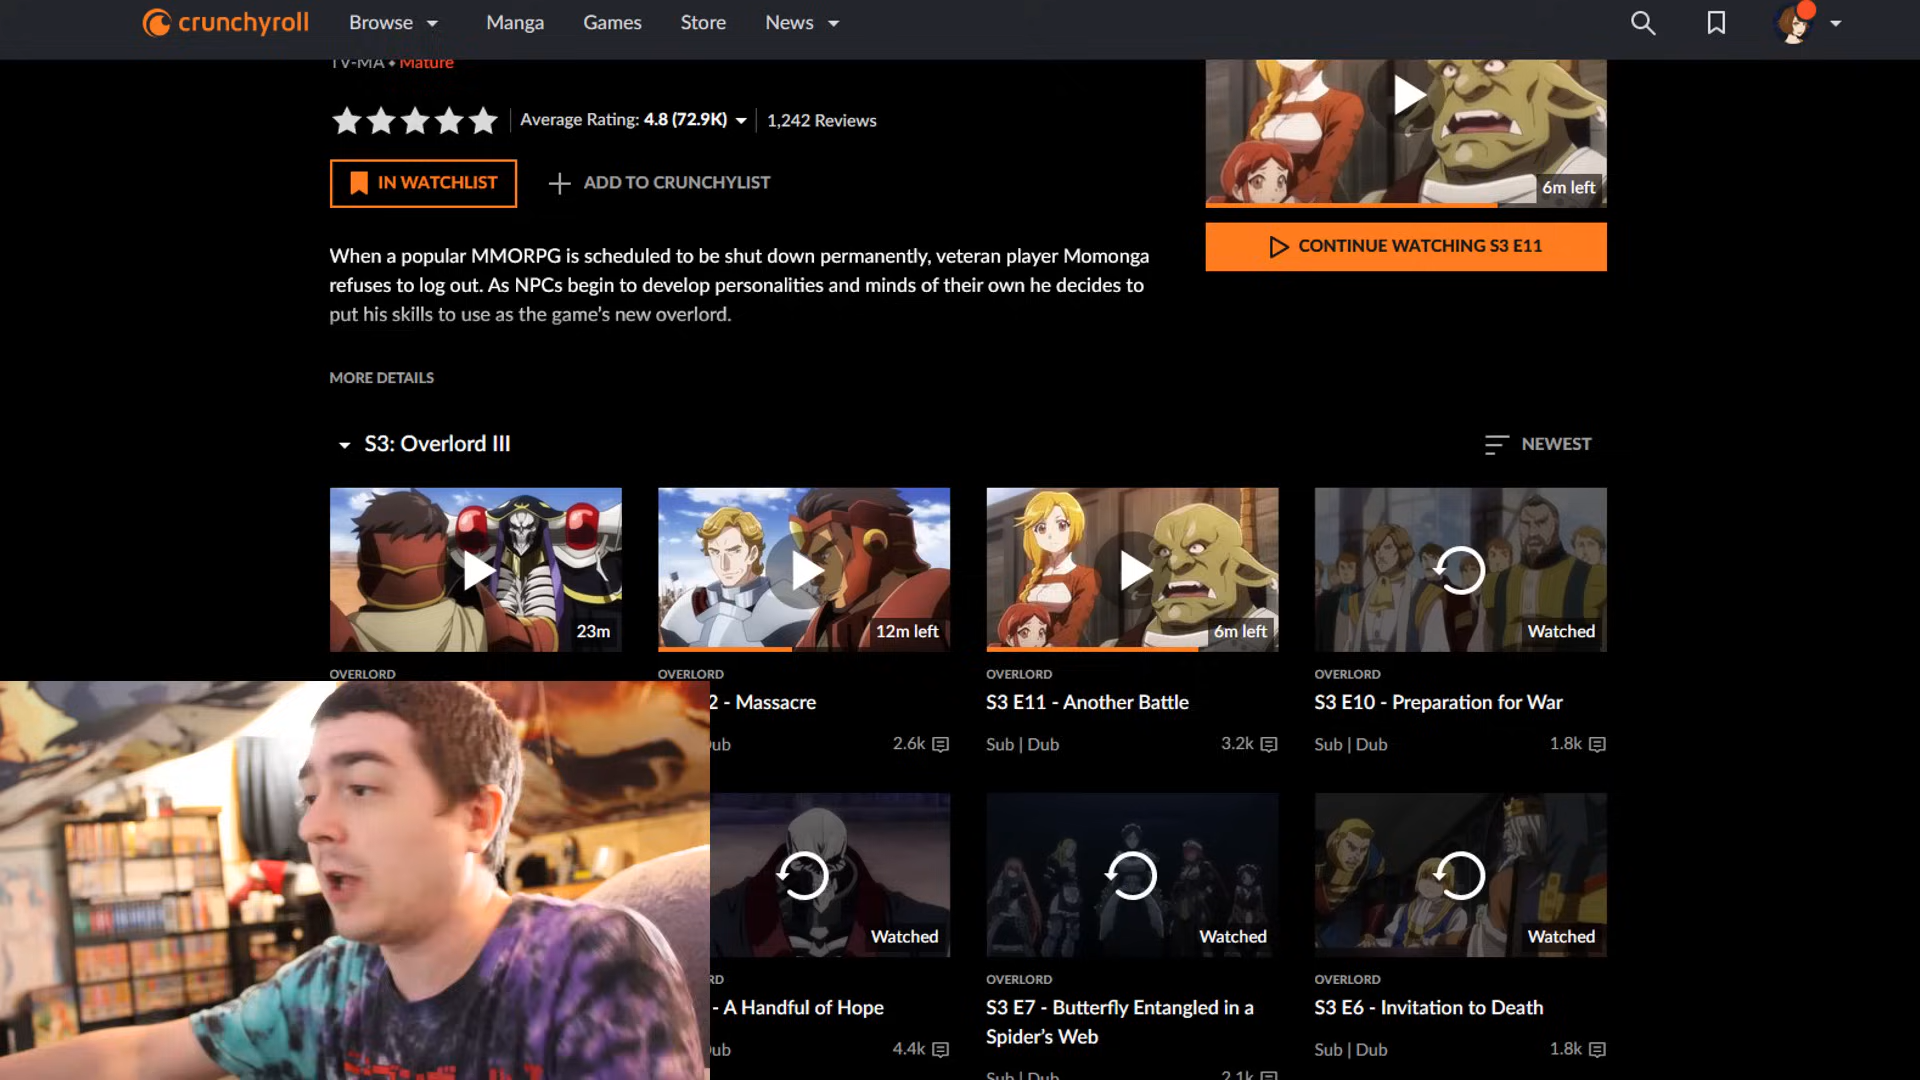 crunchyroll
Browse
Manga
Games
Store
News
TV-MA • Mature
Average Rating: 4.8 (72.9K)
1,242 Reviews
IN WATCHLIST
ADD TO CRUNCHYLIST
6m left
CONTINUE WATCHING S3 E11
When a popular MMORPG is scheduled to be shut down permanently, veteran player Momonga
refuses to log out. As NPCs begin to develop personalities and minds of their own he decides to
put his skills to use as the game's new overlord.
MORE DETAILS
S3: Overlord III
NEWEST
23m
12m left
6m left
Watched
OVERLORD
OVERLORD
OVERLORD
OVERLORD
2 - Massacre
S3 E11 - Another Battle
S3 E10 - Preparation for War
ub
2.6k
Sub | Dub
3.2k
Sub | Dub
1.8k
Watched
Watched
Watched
RD
OVERLORD
OVERLORD
- A Handful of Hope
S3 E7 - Butterfly Entangled in a
Spider's Web
S3 E6 - Invitation to Death
ub
4.4k
Sub | Dub
2.1k
Sub | Dub
1.8k